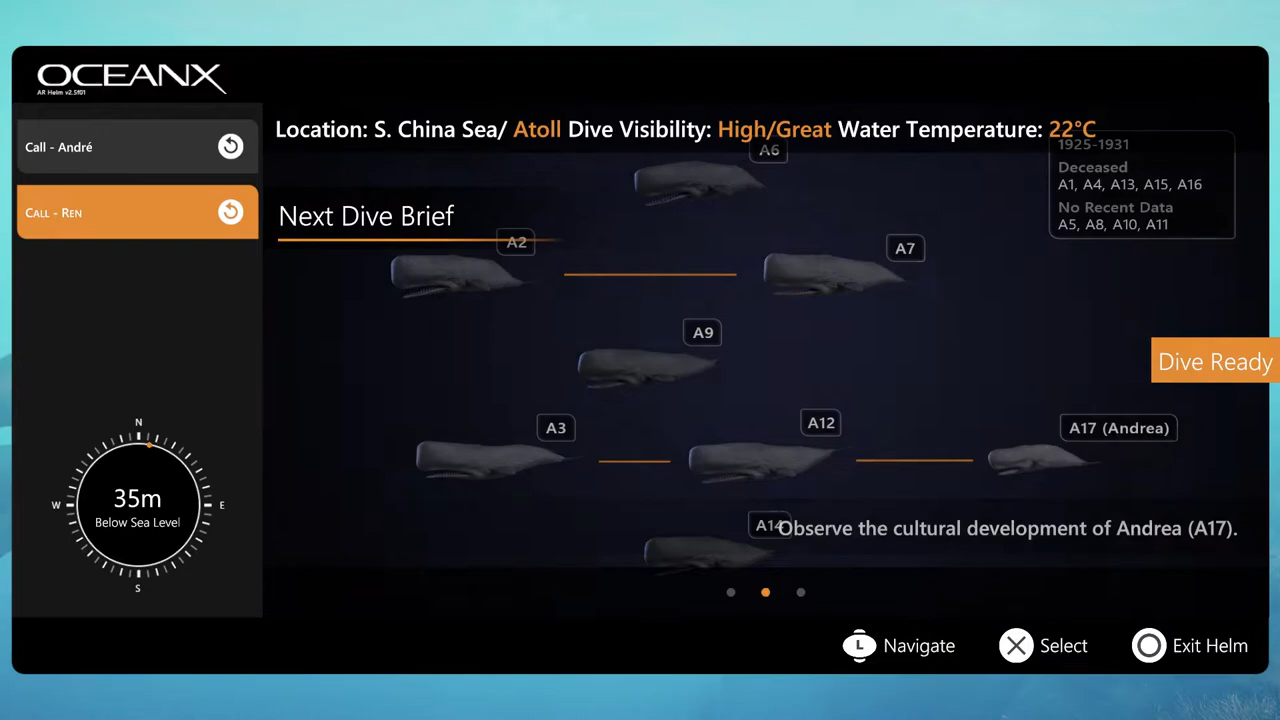 OCEANX
AR Helm v2.5f01
Call - André
Call - Ren
Location: S. China Sea/ Atoll Dive Visibility: High/Great Water Temperature: 22°C
1925-1931
Deceased
A1, A4, A13, A15, A16
No Recent Data
A5, A8, A10, A11
A6
Next Dive Brief
A2
A7
A9
Dive Ready
A3
A12
A17 (Andrea)
A14
Observe the cultural development of Andrea (A17).
N
W
E
S
35m
Below Sea Level
L Navigate
Select
Exit Helm